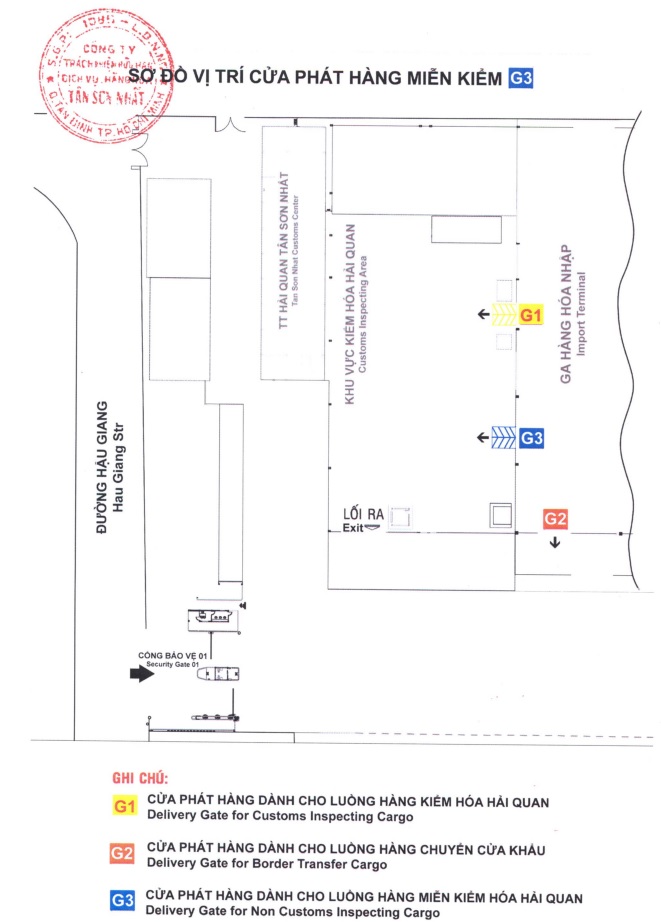 S.G.P: 1095 - L.D.N.N
CÔNG TY
TRÁCH NHIỆM HỮU HẠN
DỊCH VỤ HÀNG HÓA
TÂN SƠN NHẤT
Q.TÂN BÌNH TP. HỒ CHÍ MINH
SƠ ĐỒ VỊ TRÍ CỬA PHÁT HÀNG MIỄN KIỂM G3
TT HẢI QUAN TÂN SƠN NHẤT
Tan Son Nhat Customs Center
KHU VỰC KIỂM HÓA HẢI QUAN
Customs Inspecting Area
GA HÀNG HÓA NHẬP
Import Terminal
G1
G3
G2
LỐI RA
Exit
ĐƯỜNG HẬU GIANG
Hau Giang Str
CỔNG BẢO VỆ 01
Security Gate 01
GHI CHÚ:
G1
CỬA PHÁT HÀNG DÀNH CHO LUỒNG HÀNG KIỂM HÓA HẢI QUAN
Delivery Gate for Customs Inspecting Cargo
G2
CỬA PHÁT HÀNG DÀNH CHO LUỒNG HÀNG CHUYỂN CỬA KHẨU
Delivery Gate for Border Transfer Cargo
G3
CỬA PHÁT HÀNG DÀNH CHO LUỒNG HÀNG MIỄN KIỂM HÓA HẢI QUAN
Delivery Gate for Non Customs Inspecting Cargo